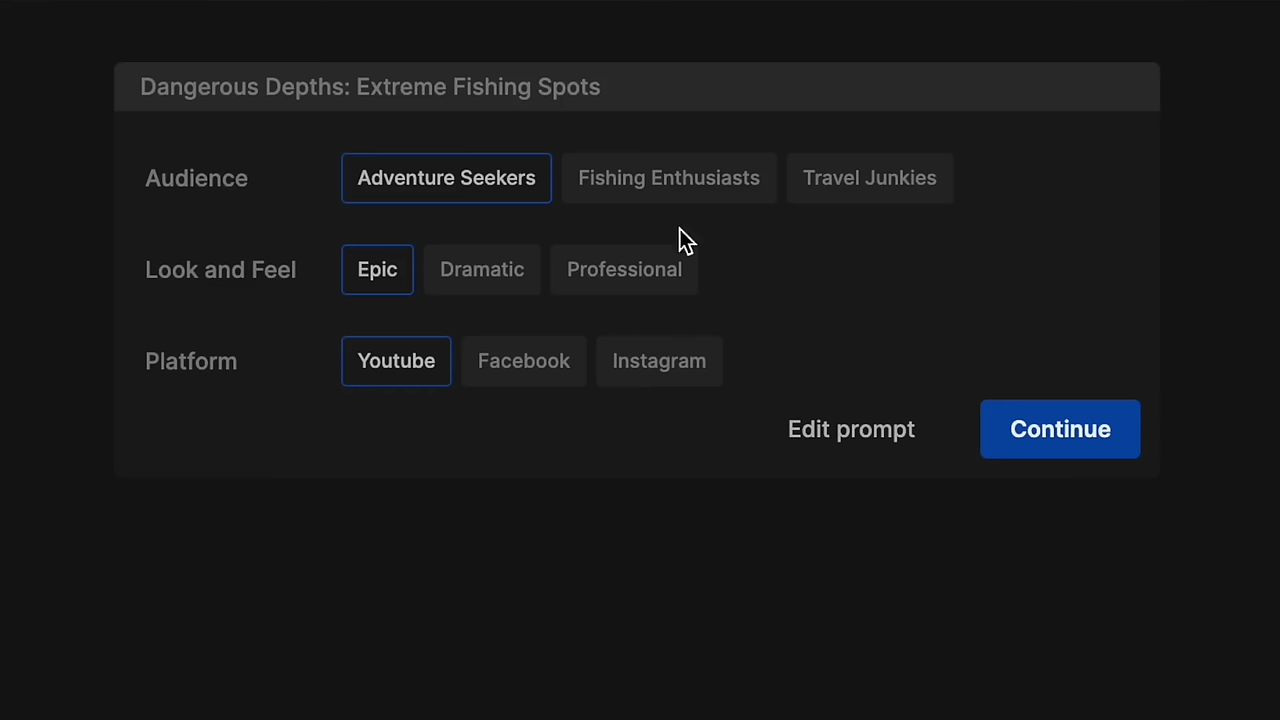 Dangerous Depths: Extreme Fishing Spots
Audience Adventure Seekers Fishing Enthusiasts Travel Junkies
Look and Feel Epic Dramatic Professional
Platform Youtube Facebook Instagram
Edit prompt Continue